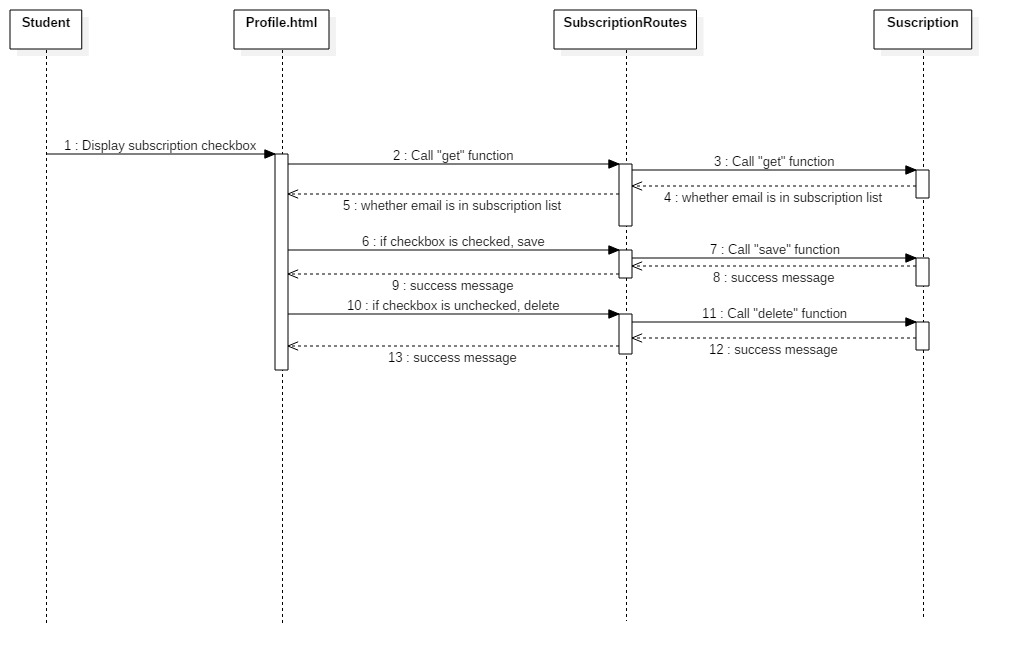 Student
Profile.html
SubscriptionRoutes
Suscription
1 : Display subscription checkbox
2 : Call "get" function
3 : Call "get" function
4 : whether email is in subscription list
5 : whether email is in subscription list
6 : if checkbox is checked, save
7 : Call "save" function
8 : success message
9 : success message
10 : if checkbox is unchecked, delete
11 : Call "delete" function
12 : success message
13 : success message